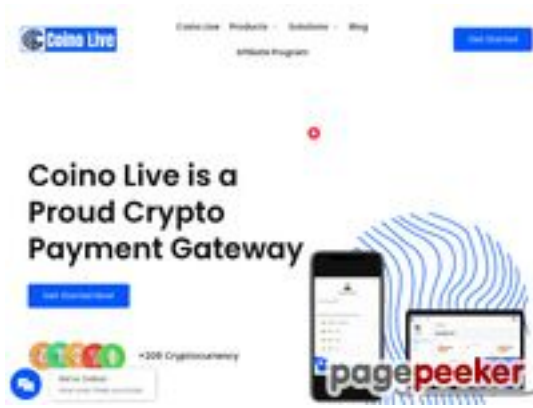 Coino Live
Coino Live Products Solutions Blog
Affiliate Program
Get Started
Coino Live is a
Proud Crypto
Payment Gateway
Get Started Now
+200 Cryptocurrency
We're Online!
pagepeeker